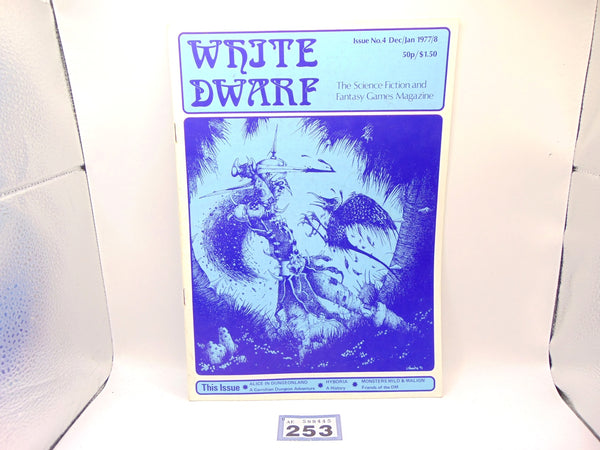 WHITE
DWARF
Issue No.4 Dec/Jan 1977/8
50p/$1.50
The Science Fiction and
Fantasy Games Magazine
This Issue • ALICE IN DUNGEONLAND • HYBORIA • MONSTERS MILD & MALIGN
A Carrollian Dungeon Adventure A History Friends of the DM
253